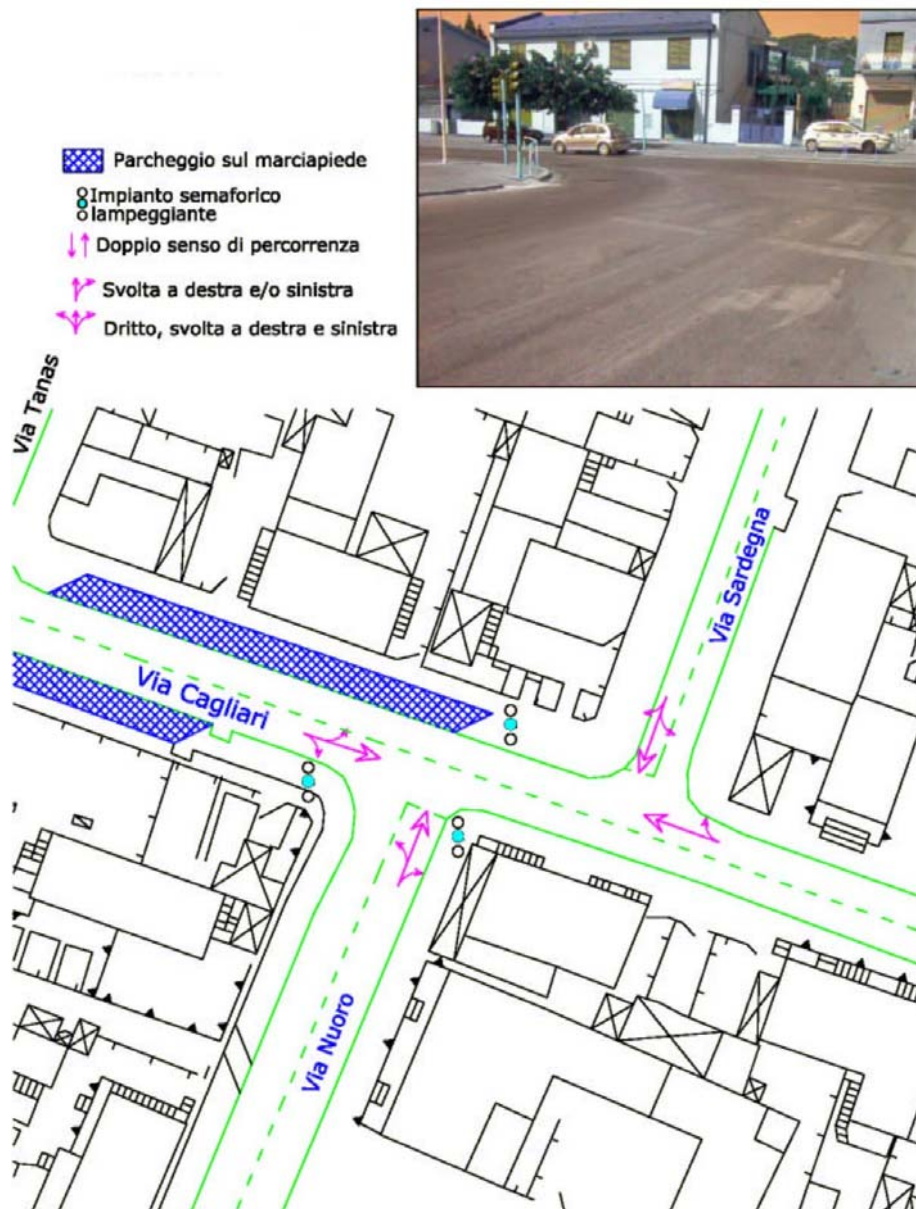 Parcheggio sul marciapiede
Impianto semaforico
lampeggiante
Doppio senso di percorrenza
Svolta a destra e/o sinistra
Dritto, svolta a destra e sinistra
Via Tanas
Via Sardegna
Via Cagliari
Via Nuoro